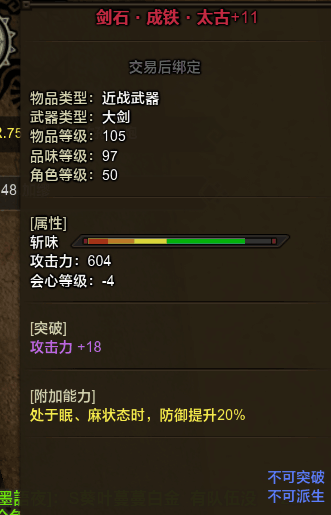 剑石·成铁·太古+11
交易后绑定
物品类型：近战武器
武器类型：大剑
物品等级：105
品味等级：97
角色等级：50
[属性]
斩味
攻击力：604
会心等级：-4
[突破]
攻击力 +18
[附加能力]
处于眠、麻状态时，防御提升20%
不可突破
不可派生
.75
48